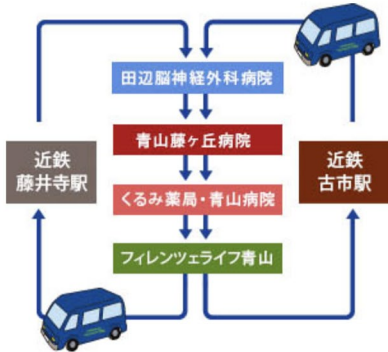 田辺脳神経外科病院
青山藤ヶ丘病院
近鉄
藤井寺駅
近鉄
古市駅
くるみ薬局・青山病院
フィレンツェライフ青山